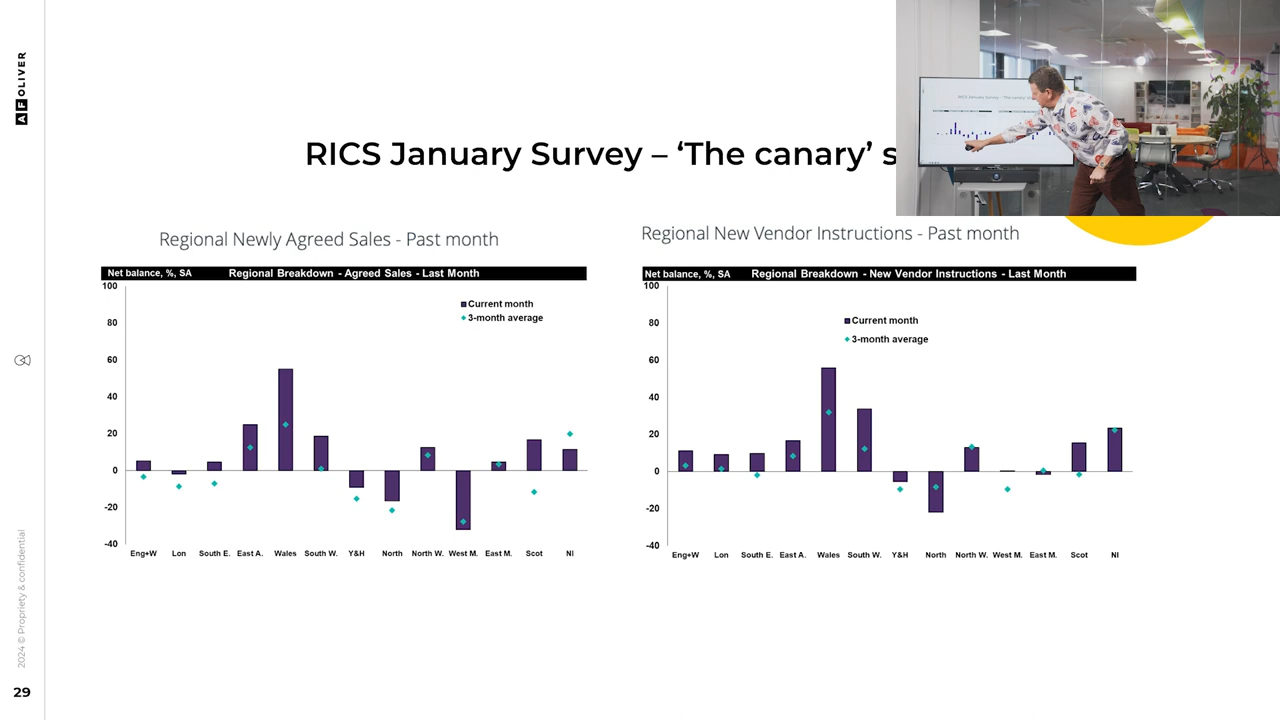 AF OLIVER
RICS January Survey – ‘The canary’ s
Regional Newly Agreed Sales - Past month
Net balance, %, SA Regional Breakdown - Agreed Sales - Last Month
100
80
60
40
20
0
-20
-40
Current month
3-month average
Eng+W Lon South E. East A. Wales South W. Y&H North North W. West M. East M. Scot NI
Regional New Vendor Instructions - Past month
Net balance, %, SA Regional Breakdown - New Vendor Instructions - Last Month
100
80
60
40
20
0
-20
-40
Current month
3-month average
Eng+W Lon South E. East A. Wales South W. Y&H North North W. West M. East M. Scot NI
2024 © Propriety & confidential
29